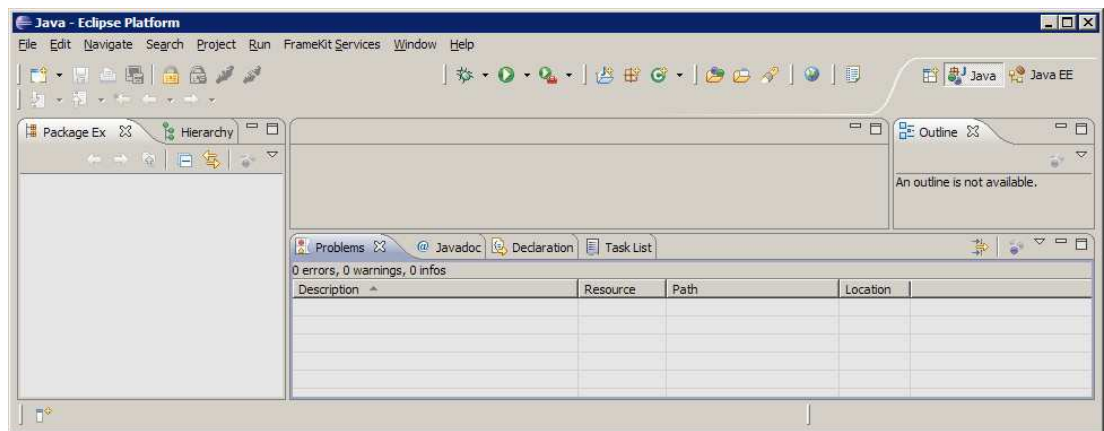 Java - Eclipse Platform
File Edit Navigate Search Project Run FrameKit Services Window Help
Java Java EE
Package Ex Hierarchy
Outline
An outline is not available.
Problems @ Javadoc Declaration Task List
0 errors, 0 warnings, 0 infos
Description Resource Path Location